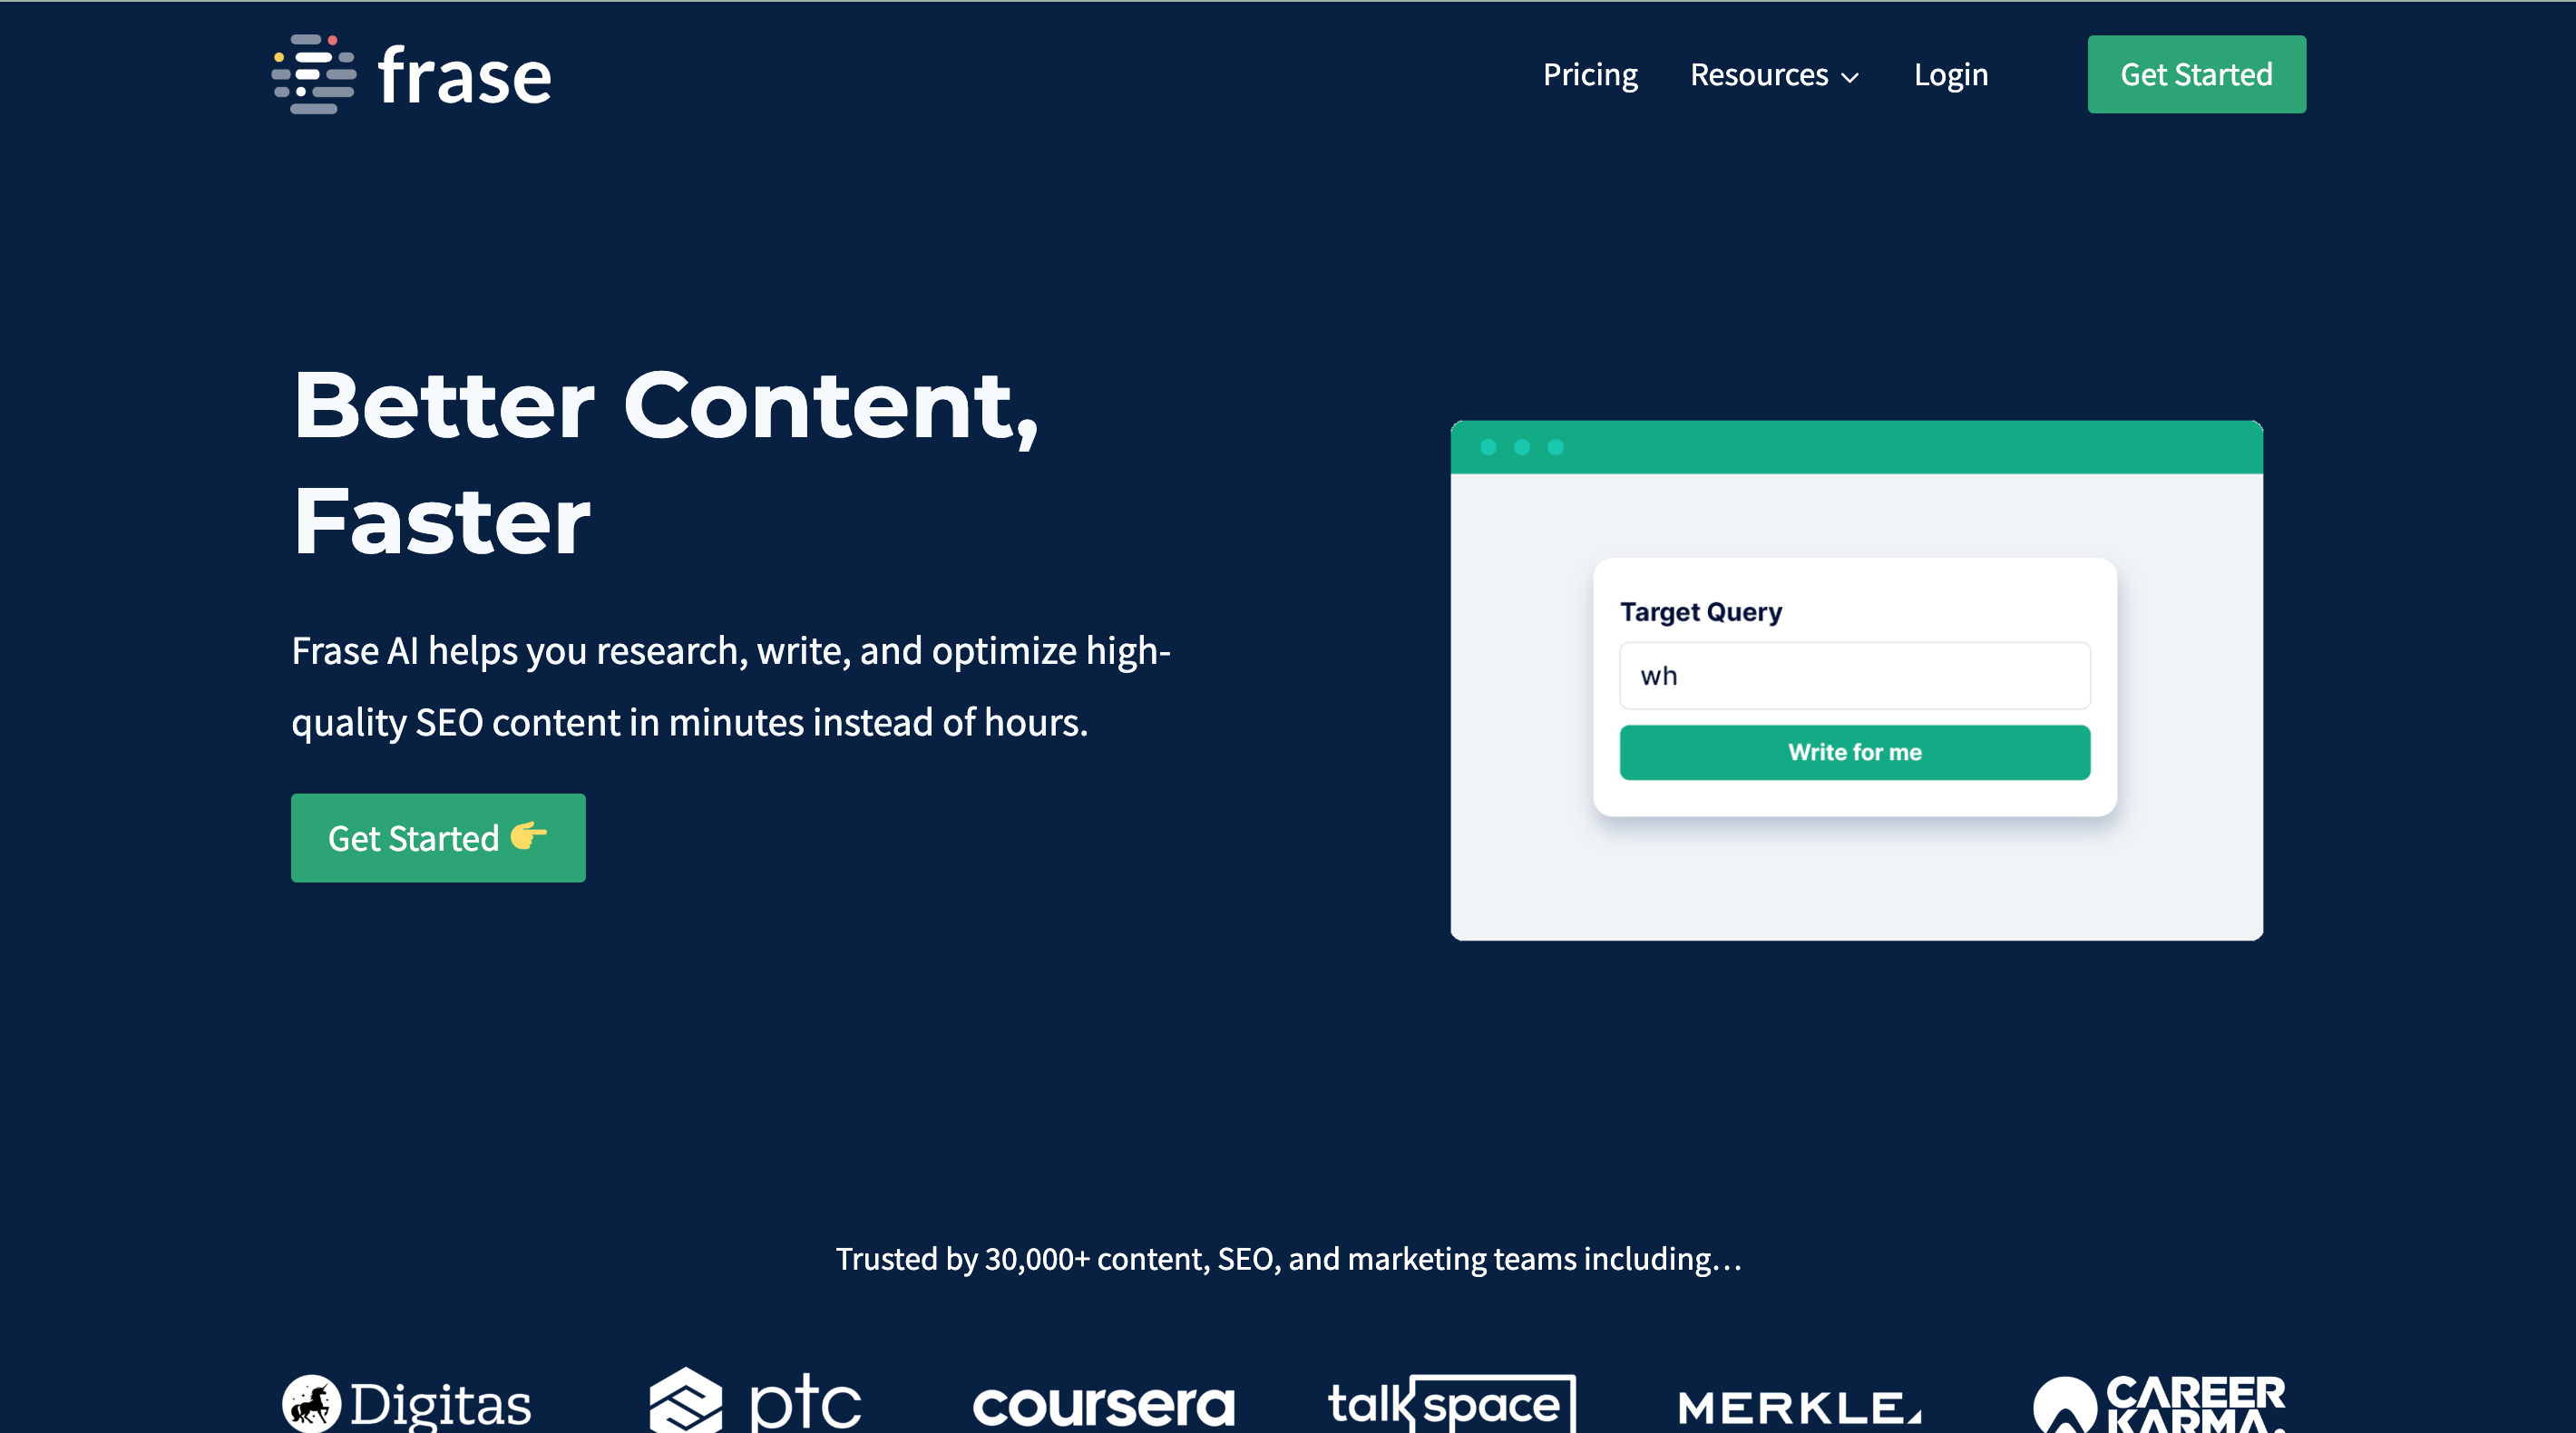 frase
Pricing
Resources
Login
Get Started
Better Content,
Faster
Frase AI helps you research, write, and optimize high-
quality SEO content in minutes instead of hours.
Get Started 👉
Target Query
wh
Write for me
Trusted by 30,000+ content, SEO, and marketing teams including…
Digitas
ptc
coursera
talkspace
MERKLE
CAREER
KARMA.